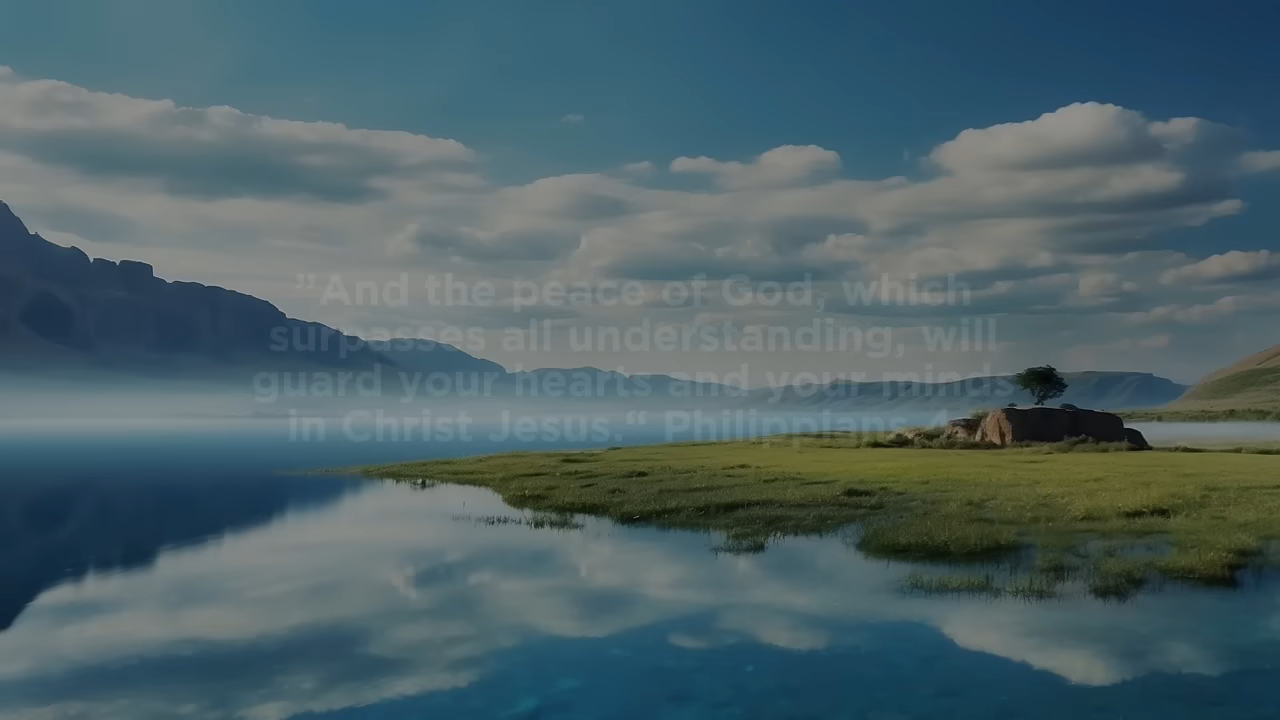 "And the peace of God, which
surpasses all understanding, will
guard your hearts and your minds
in Christ Jesus." Philippians